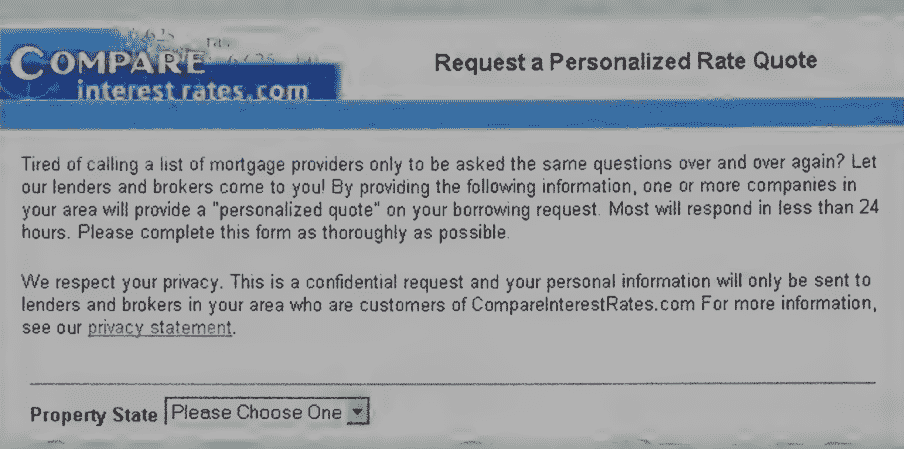 COMPARE
interest rates.com
Request a Personalized Rate Quote
Tired of calling a list of mortgage providers only to be asked the same questions over and over again? Let
our lenders and brokers come to you! By providing the following information, one or more companies in
your area will provide a "personalized quote" on your borrowing request. Most will respond in less than 24
hours. Please complete this form as thoroughly as possible.
We respect your privacy. This is a confidential request and your personal information will only be sent to
lenders and brokers in your area who are customers of CompareInterestRates.com For more information,
see our privacy statement.
Property State Please Choose One